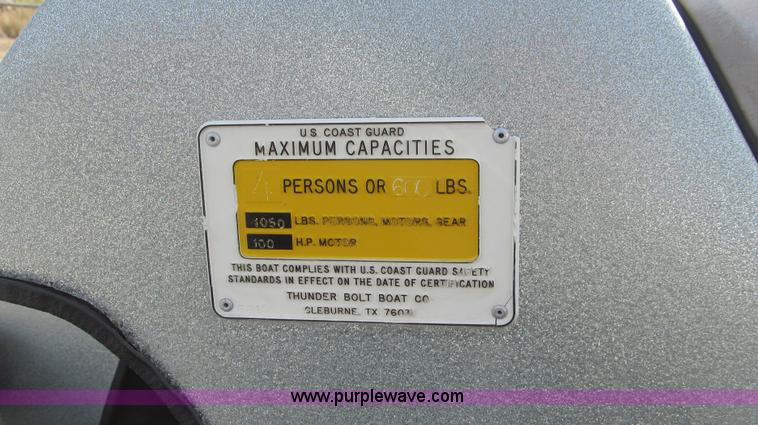 U.S. COAST GUARD
MAXIMUM CAPACITIES
4 PERSONS OR 600 LBS.
1050 LBS. PERSONS, MOTORS, GEAR
100 H.P. MOTOR
THIS BOAT COMPLIES WITH U.S. COAST GUARD SAFETY
STANDARDS IN EFFECT ON THE DATE OF CERTIFICATION
THUNDER BOLT BOAT CO
CLEBURNE, TX
www.purplewave.com